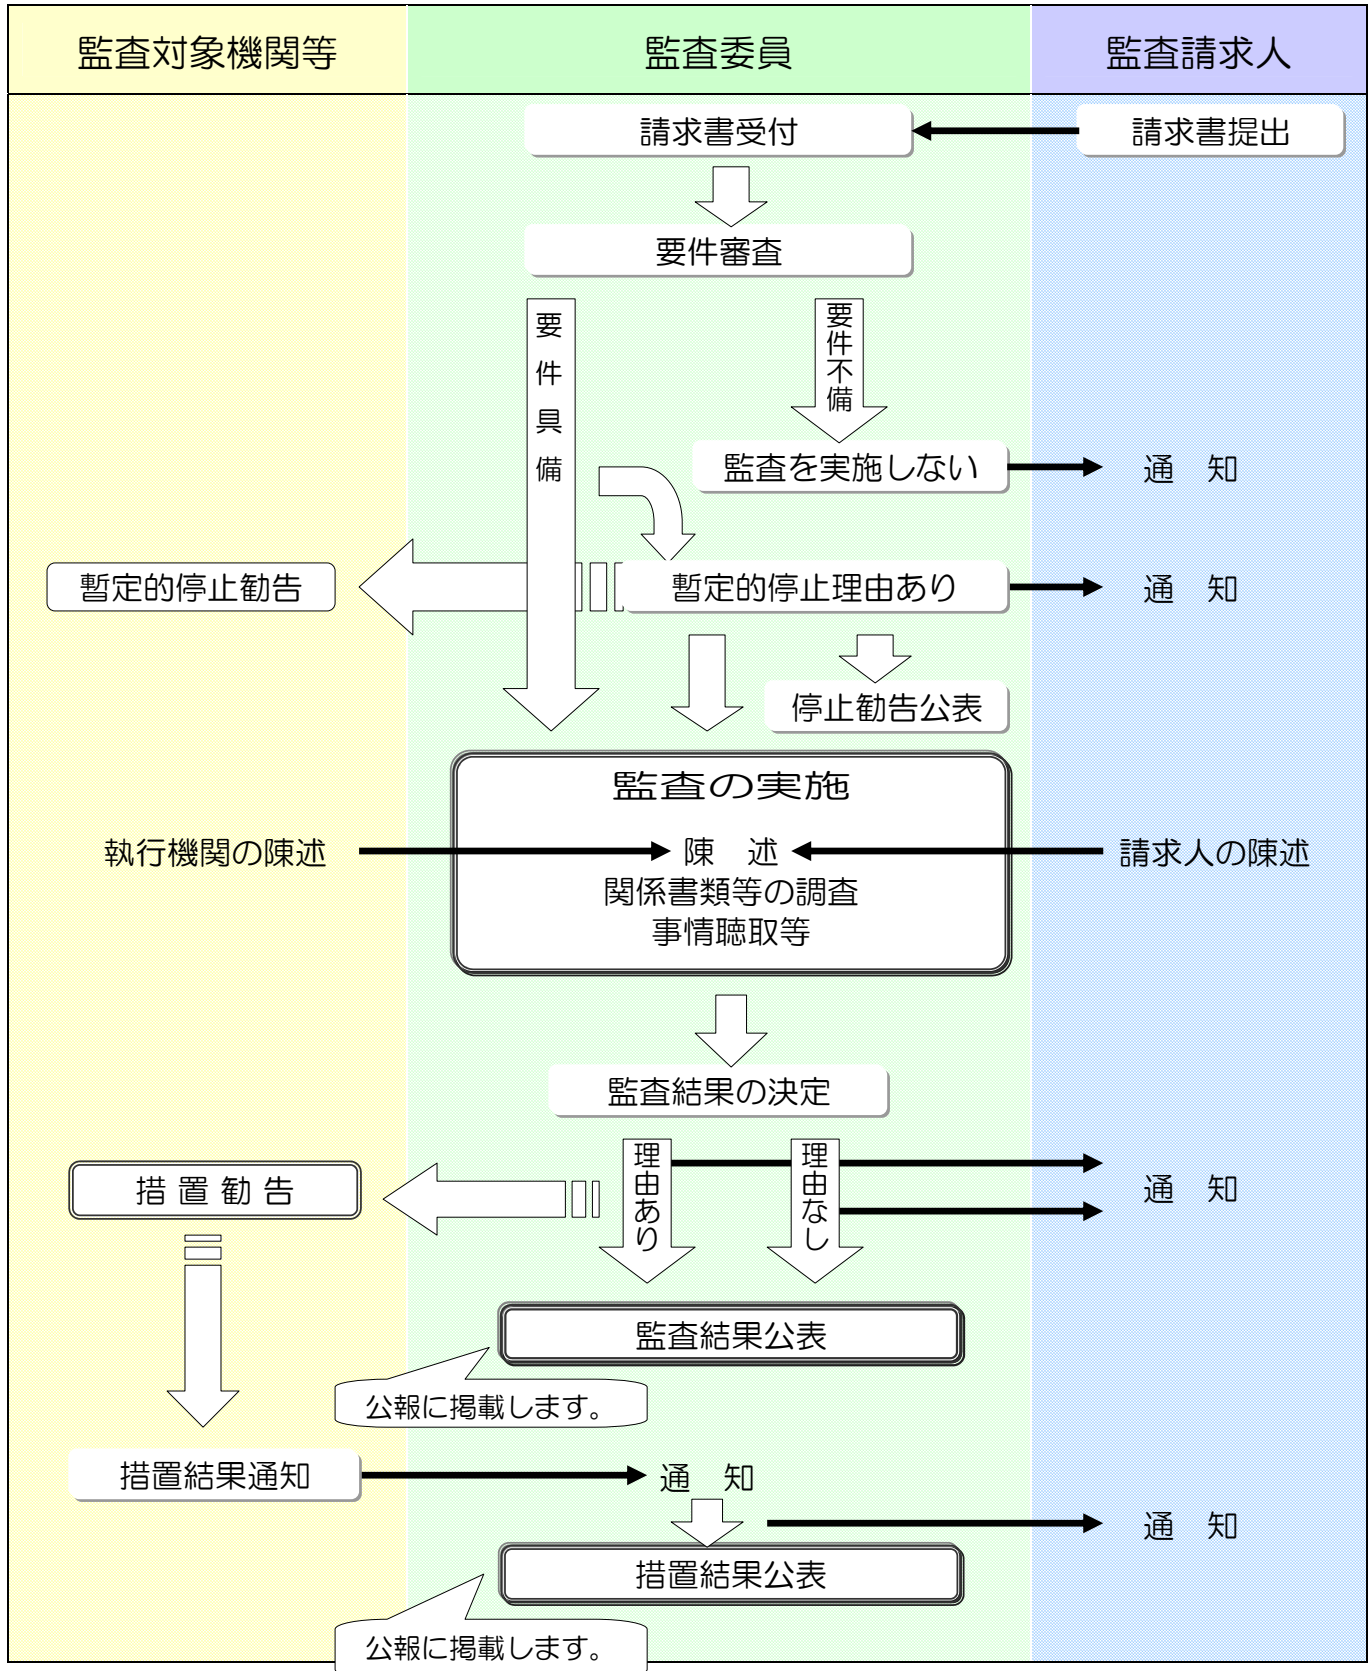 監査対象機関等
監査委員
監査請求人
請求書受付
請求書提出
要件審査
要件具備
要件不備
監査を実施しない
通　知
暫定的停止勧告
暫定的停止理由あり
通　知
停止勧告公表
監査の実施
執行機関の陳述
陳　述
請求人の陳述
関係書類等の調査
事情聴取等
監査結果の決定
措 置 勧 告
理由あり
理由なし
通　知
監査結果公表
公報に掲載します。
措置結果通知
通　知
通　知
措置結果公表
公報に掲載します。